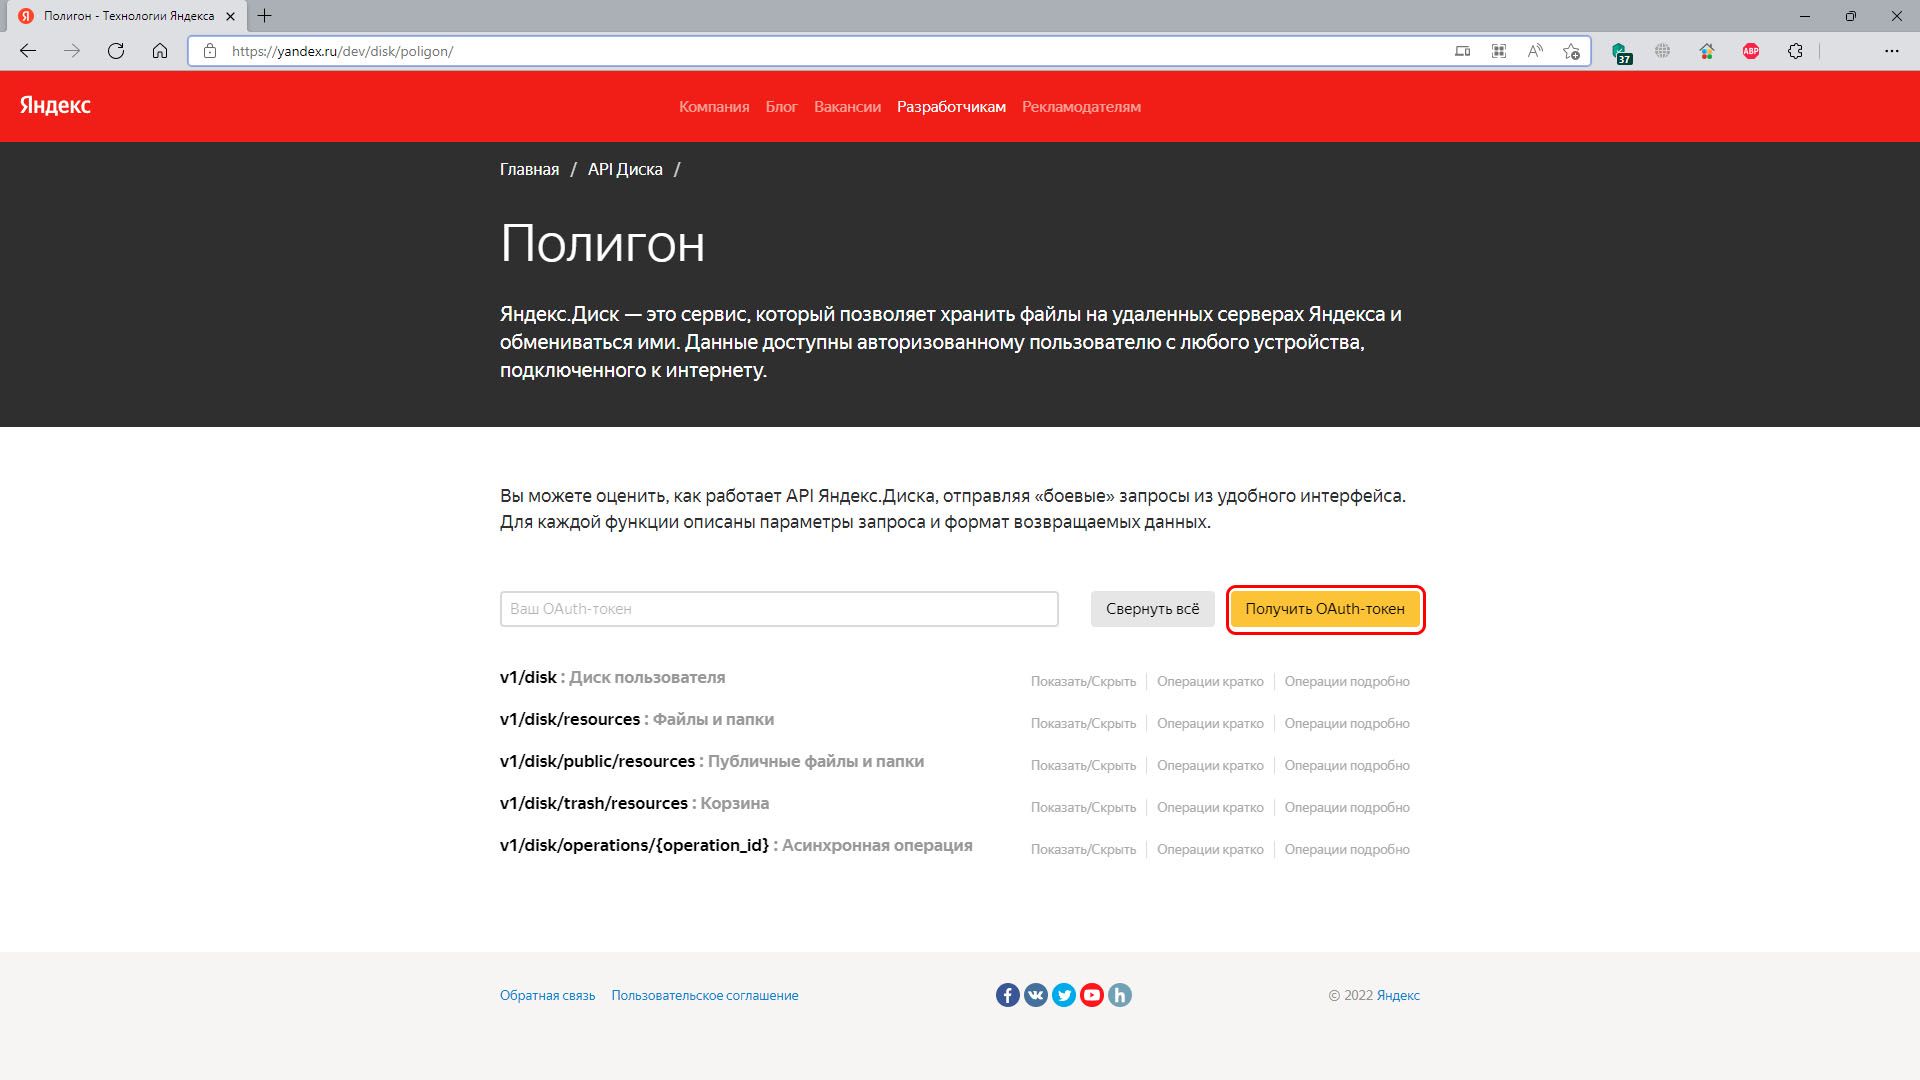 Полигон - Технологии Яндекса
https://yandex.ru/dev/disk/poligon/
37
ABP
Яндекс
Компания Блог Вакансии Разработчикам Рекламодателям
Главная / API Диска /
Полигон
Яндекс.Диск — это сервис, который позволяет хранить файлы на удаленных серверах Яндекса и
обмениваться ими. Данные доступны авторизованному пользователю с любого устройства,
подключенного к интернету.
Вы можете оценить, как работает API Яндекс.Диска, отправляя «боевые» запросы из удобного интерфейса.
Для каждой функции описаны параметры запроса и формат возвращаемых данных.
Ваш OAuth-токен Свернуть всё Получить OAuth-токен
v1/disk : Диск пользователя Показать/Скрыть Операции кратко Операции подробно
v1/disk/resources : Файлы и папки Показать/Скрыть Операции кратко Операции подробно
v1/disk/public/resources : Публичные файлы и папки Показать/Скрыть Операции кратко Операции подробно
v1/disk/trash/resources : Корзина Показать/Скрыть Операции кратко Операции подробно
v1/disk/operations/{operation_id} : Асинхронная операция Показать/Скрыть Операции кратко Операции подробно
Обратная связь Пользовательское соглашение © 2022 Яндекс